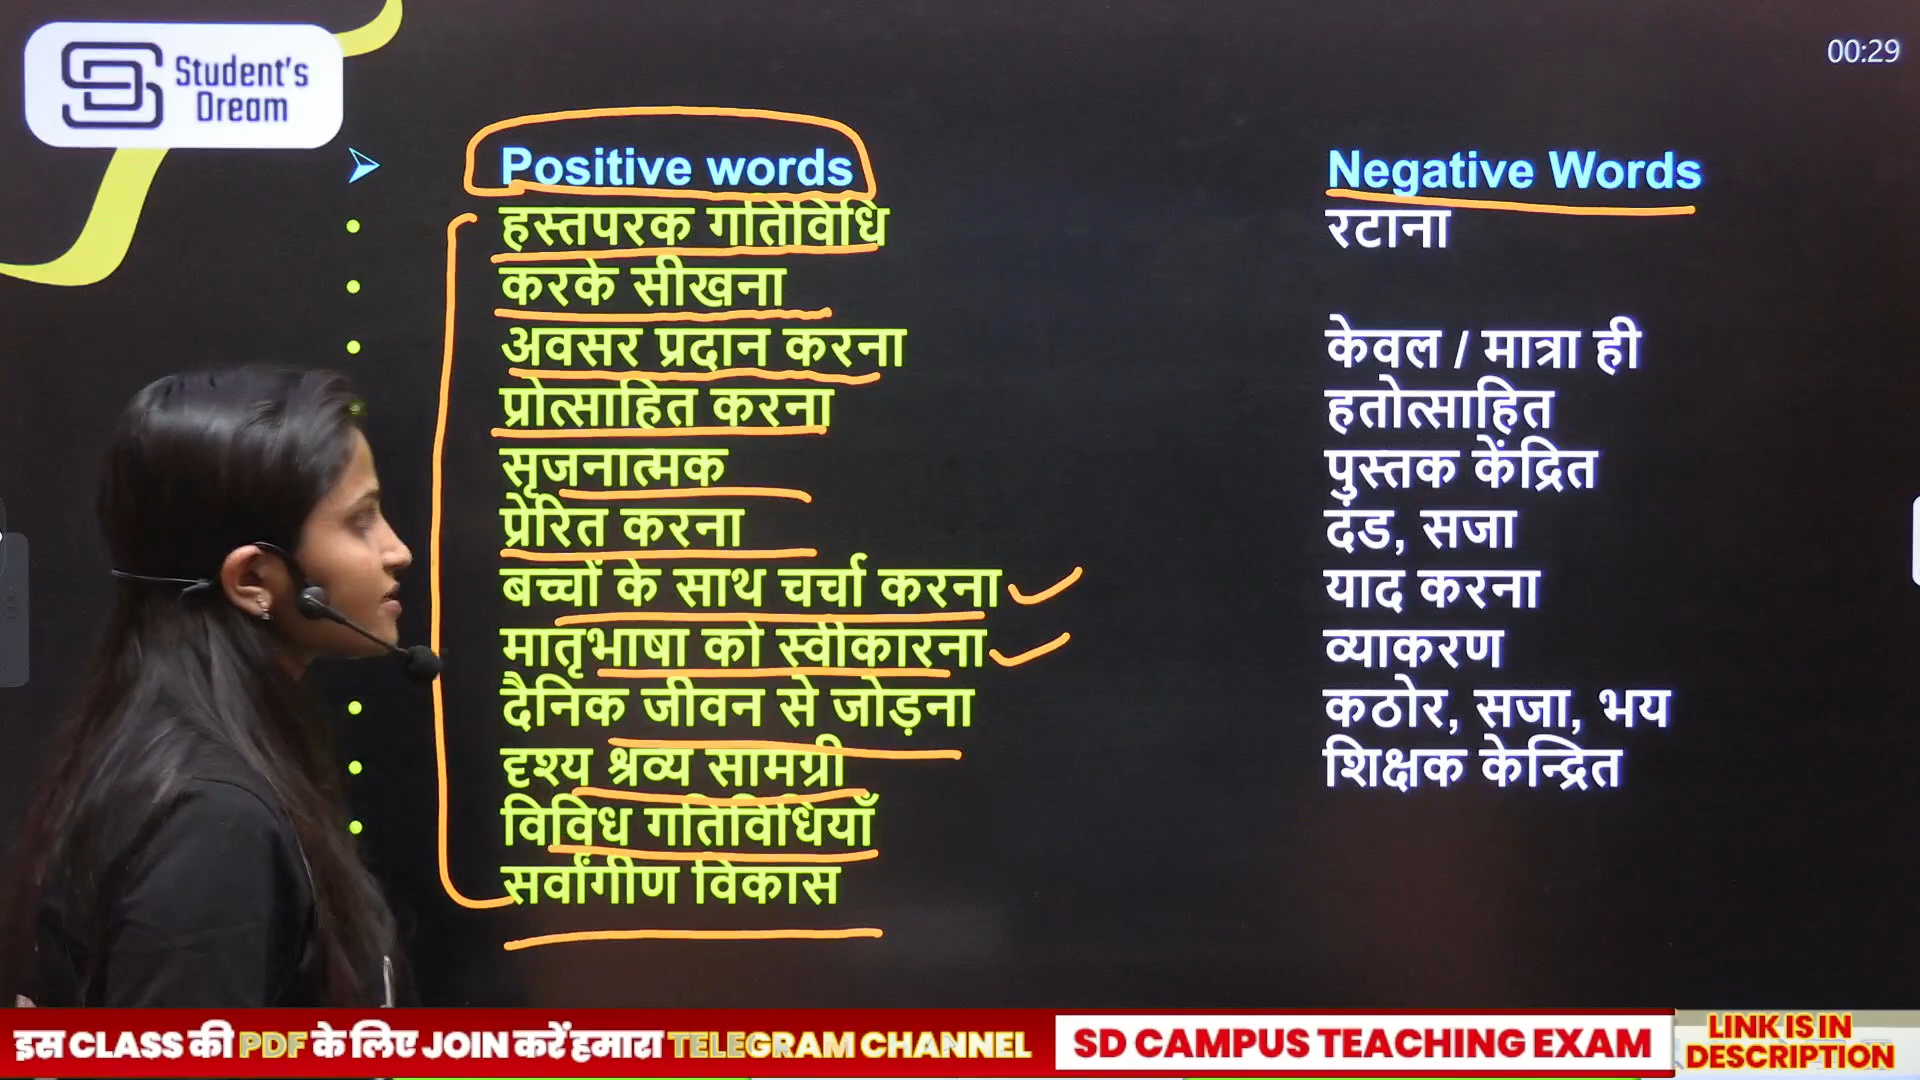 Student's
Dream
00:29
Positive words
Negative Words
हस्तपरक गतिविधि
रटाना
करके सीखना
अवसर प्रदान करना
केवल / मात्रा ही
प्रोत्साहित करना
हतोत्साहित
सृजनात्मक
पुस्तक केंद्रित
प्रेरित करना
दंड, सजा
बच्चों के साथ चर्चा करना
याद करना
मातृभाषा को स्वीकारना
व्याकरण
दैनिक जीवन से जोड़ना
कठोर, सजा, भय
दृश्य श्रव्य सामग्री
शिक्षक केन्द्रित
विविध गतिविधियाँ
सर्वांगीण विकास
इस CLASS की PDF के लिए JOIN करें हमारा TELEGRAM CHANNEL
SD CAMPUS TEACHING EXAM
LINK IS IN
DESCRIPTION